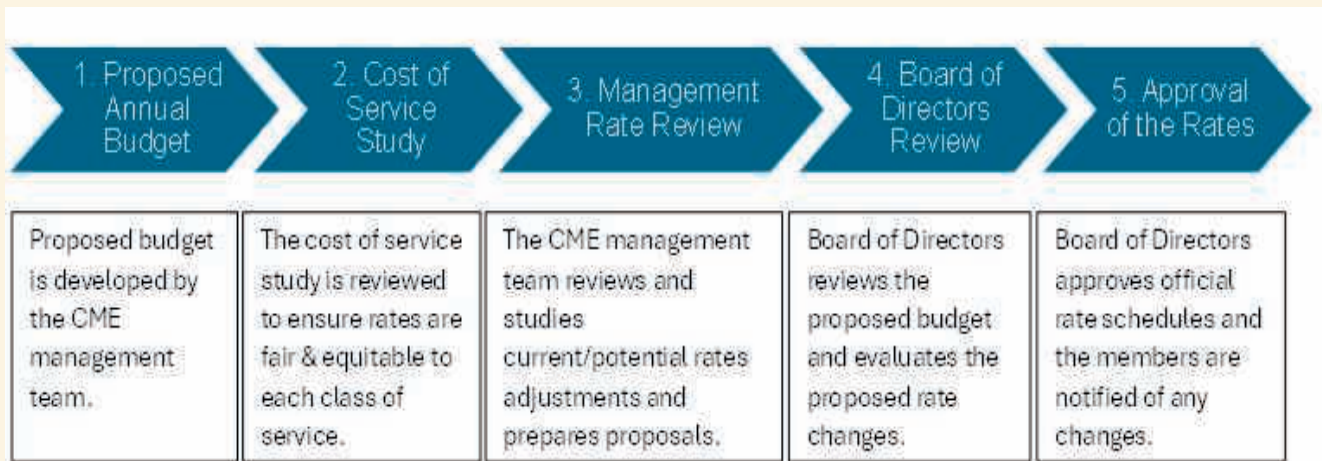 1. Proposed
Annual
Budget
2. Cost of
Service
Study
3. Management
Rate Review
4. Board of
Directors
Review
5. Approval
of the Rates
Proposed budget
is developed by
the CME
management
team.
The cost of service
study is reviewed
to ensure rates are
fair & equitable to
each class of
service.
The CME management
team reviews and
studies
current/potential rates
adjustments and
prepares proposals.
Board of Directors
reviews the
proposed budget
and evaluates the
proposed rate
changes.
Board of Directors
approves official
rate schedules and
the members are
notified of any
changes.